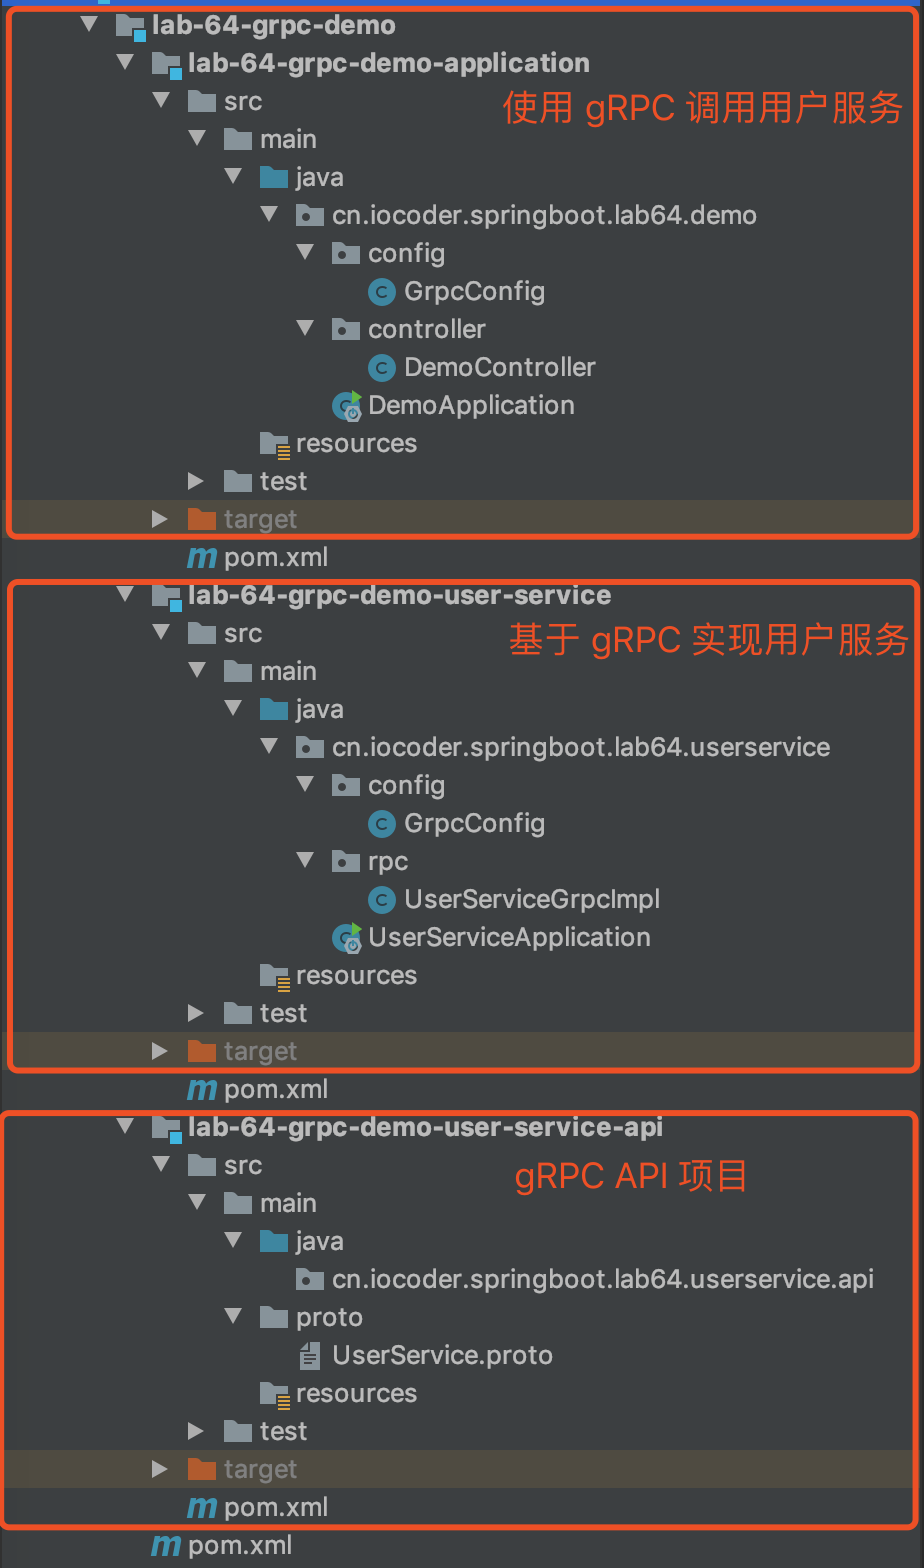 lab-64-grpc-demo
lab-64-grpc-demo-application
src
使用 gRPC 调用用户服务
main
java
cn.iocoder.springboot.lab64.demo
config
GrpcConfig
controller
DemoController
DemoApplication
resources
test
target
pom.xml
lab-64-grpc-demo-user-service
src
基于 gRPC 实现用户服务
main
java
cn.iocoder.springboot.lab64.userservice
config
GrpcConfig
rpc
UserServiceGrpcImpl
UserServiceApplication
resources
test
target
pom.xml
lab-64-grpc-demo-user-service-api
src
gRPC API 项目
main
java
cn.iocoder.springboot.lab64.userservice.api
proto
UserService.proto
resources
test
target
pom.xml
pom.xml